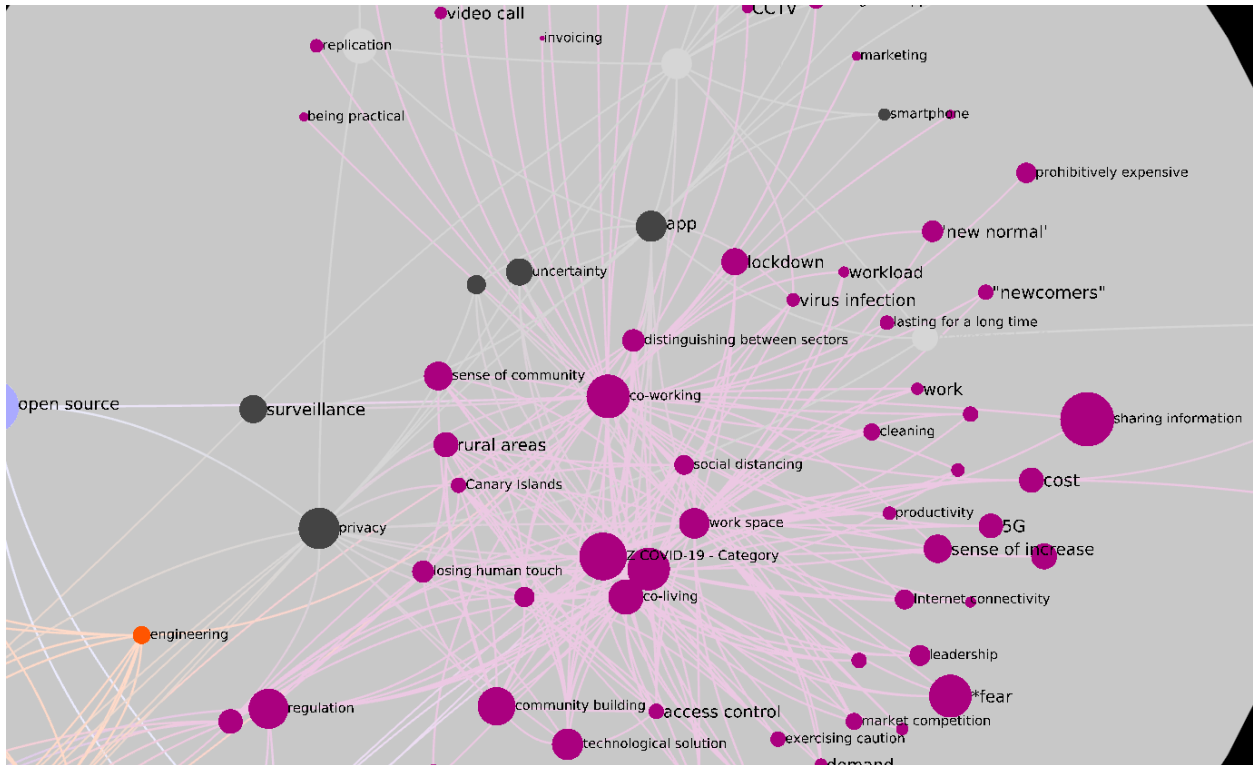 CCTV
video call
invoicing
replication
marketing
being practical
smartphone
prohibitively expensive
app
'new normal'
lockdown
uncertainty
workload
"newcomers"
virus infection
lasting for a long time
distinguishing between sectors
sense of community
work
co-working
open source
surveillance
sharing information
cleaning
rural areas
social distancing
cost
Canary Islands
productivity
work space
5G
privacy
sense of increase
Z COVID-19 - Category
losing human touch
co-living
Internet connectivity
engineering
leadership
*fear
community building
regulation
access control
market competition
exercising caution
technological solution
demand